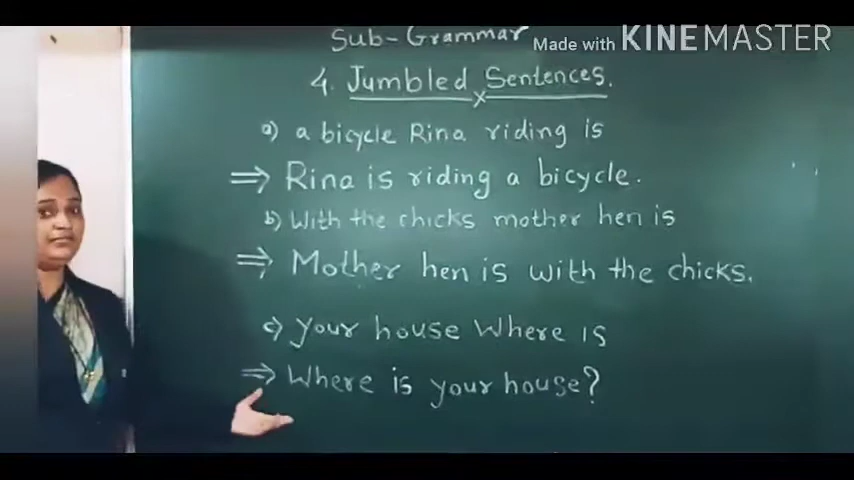 Sub-Grammar
Made with KINEMASTER
4. Jumbled Sentences.
a) a bicycle Rina riding is
⇒ Rina is riding a bicycle.
b) With the chicks mother hen is
⇒ Mother hen is with the chicks.
c) your house Where is
⇒ Where is your house?